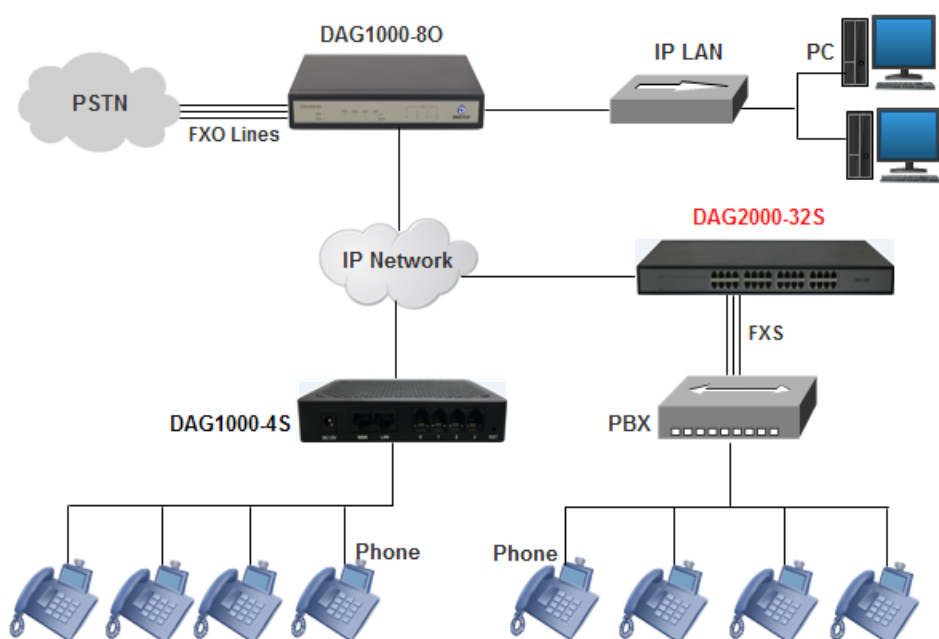 DAG1000-8O
IP LAN
PC
PSTN
FXO Lines
DAG2000-32S
IP Network
FXS
DAG1000-4S
PBX
Phone
Phone